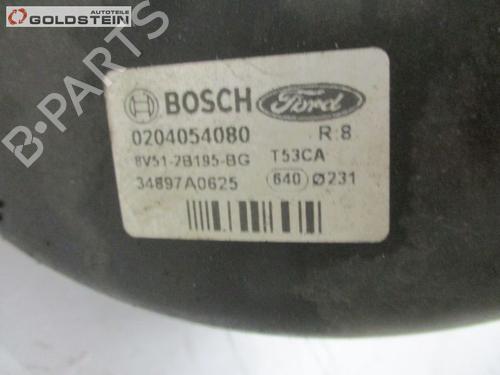 GOLDSTEIN
AUTOTEILE
B-PARTS
BOSCH Ford
0204054080 R 8
8V51-2B195-BG T53CA
34897A0625 640 Ø231